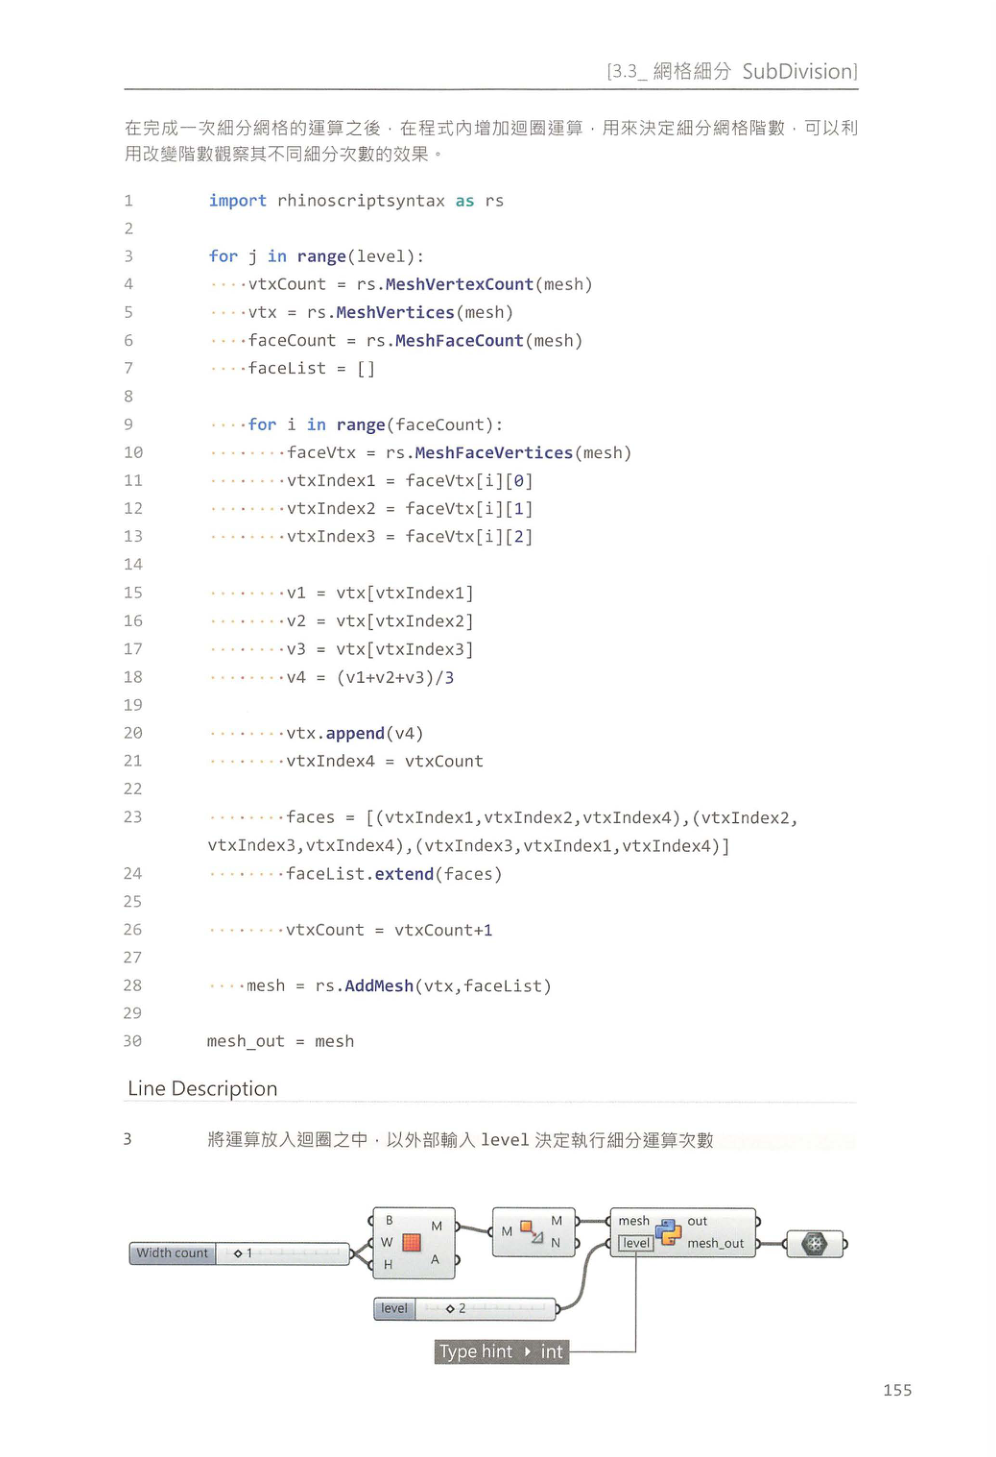 [3.3_ 網格細分 SubDivision]
在完成一次細分網格的運算之後，在程式內增加迴圈運算，用來決定細分網格階數，可以利
用改變階數觀察其不同細分次數的效果。
1 import rhinoscriptsyntax as rs
2
3 for j in range(level):
4 ····vtxCount = rs.MeshVertexCount(mesh)
5 ····vtx = rs.MeshVertices(mesh)
6 ····faceCount = rs.MeshFaceCount(mesh)
7 ····faceList = []
8
9 ····for i in range(faceCount):
10 ········faceVtx = rs.MeshFaceVertices(mesh)
11 ········vtxIndex1 = faceVtx[i][0]
12 ········vtxIndex2 = faceVtx[i][1]
13 ········vtxIndex3 = faceVtx[i][2]
14
15 ········v1 = vtx[vtxIndex1]
16 ········v2 = vtx[vtxIndex2]
17 ········v3 = vtx[vtxIndex3]
18 ········v4 = (v1+v2+v3)/3
19
20 ········vtx.append(v4)
21 ········vtxIndex4 = vtxCount
22
23 ········faces = [(vtxIndex1,vtxIndex2,vtxIndex4),(vtxIndex2,
vtxIndex3,vtxIndex4),(vtxIndex3,vtxIndex1,vtxIndex4)]
24 ········faceList.extend(faces)
25
26 ········vtxCount = vtxCount+1
27
28 ····mesh = rs.AddMesh(vtx,faceList)
29
30 mesh_out = mesh
Line Description
3 將運算放入迴圈之中，以外部輸入 level 決定執行細分運算次數
B
W
H
M
A
M
M
N
mesh
level
out
mesh_out
Width count ◇ 1
level ◇ 2
Type hint ▸ int
155